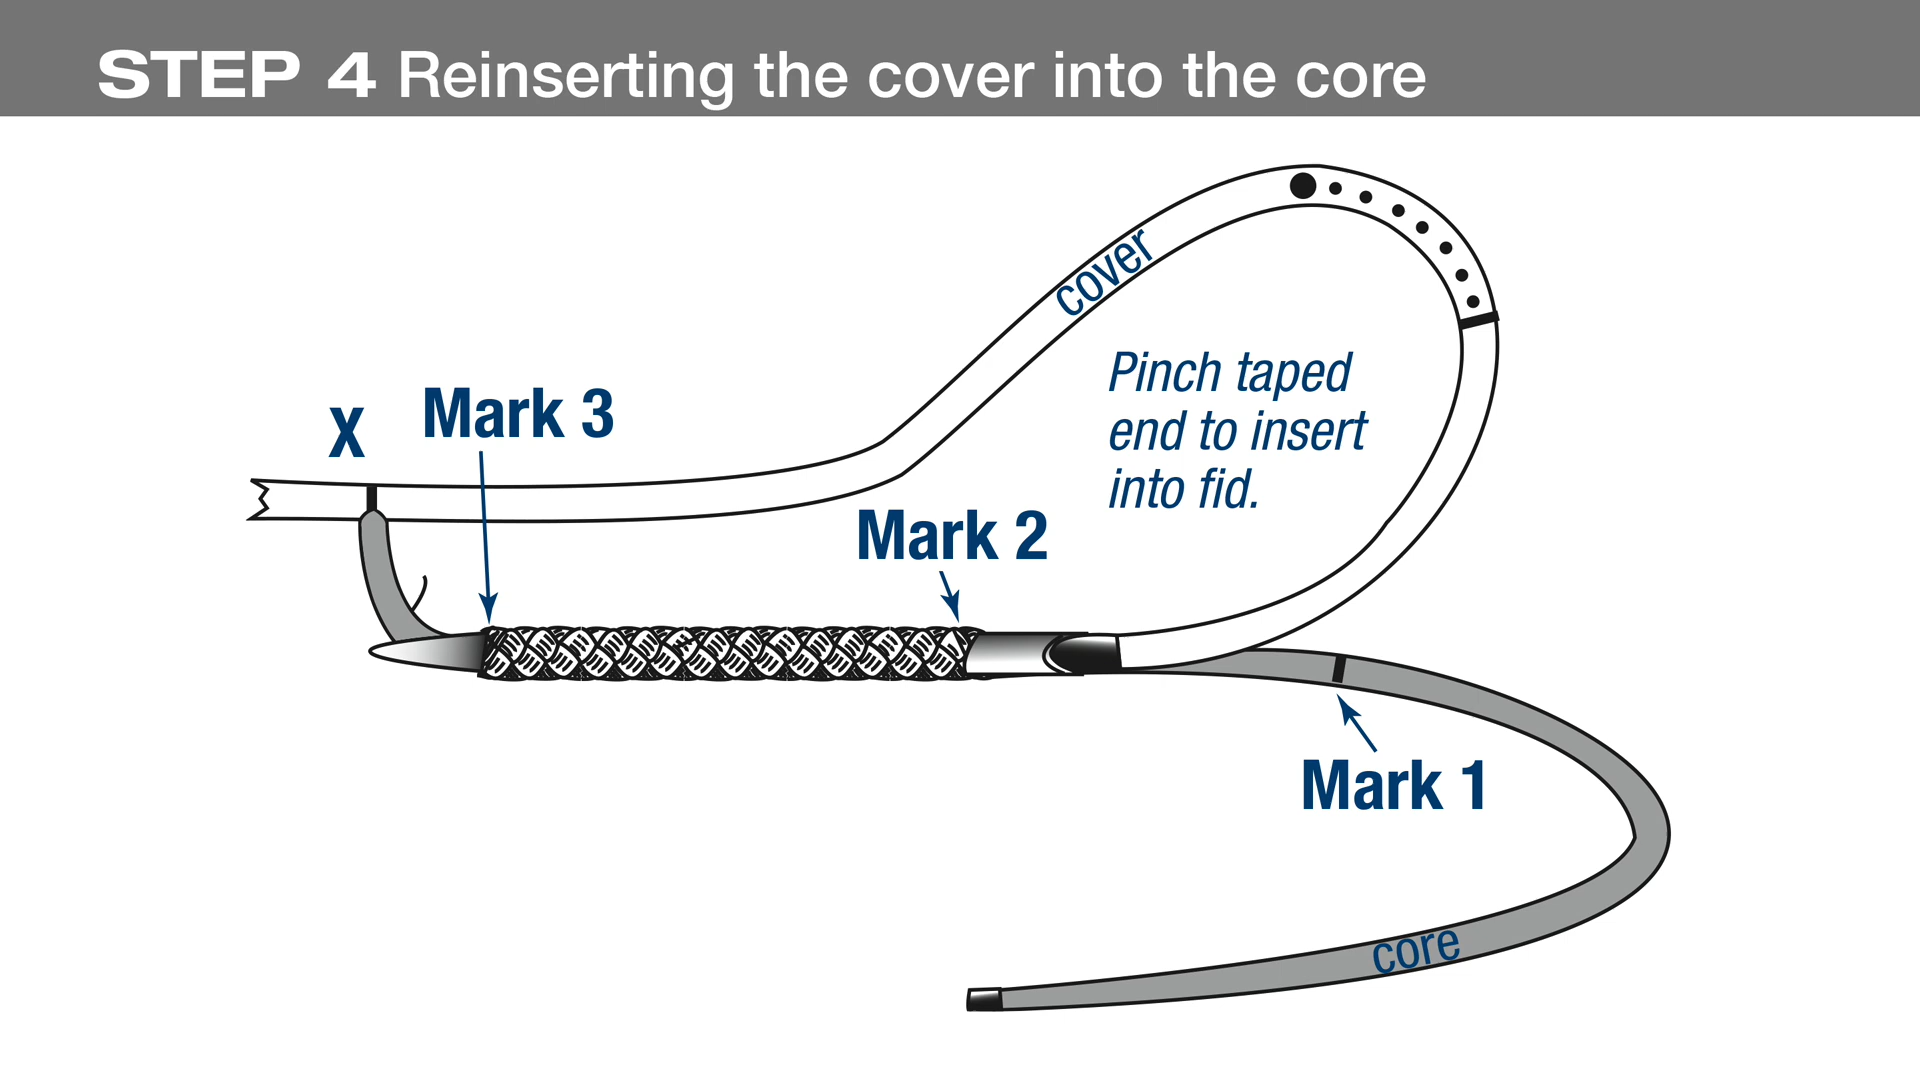 STEP 4 Reinserting the cover into the core
cover
Pinch taped
end to insert
into fid.
X
Mark 3
Mark 2
Mark 1
core